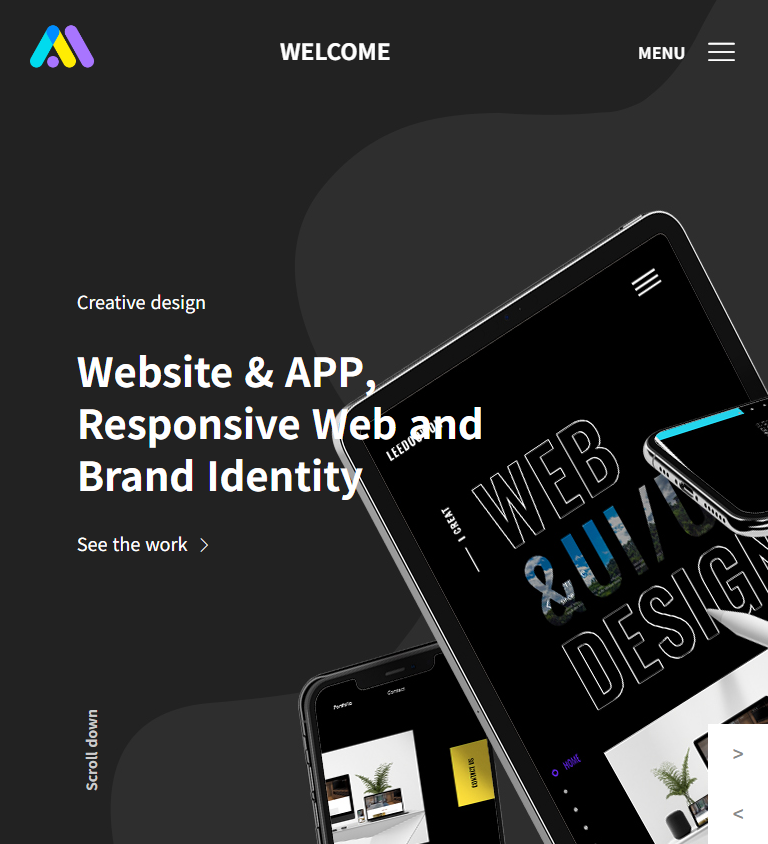 WELCOME
MENU
Creative design
Website & APP,
Responsive Web and
Brand Identity
See the work
I CREAT
WEB
&UI/U
DESIGN
Portfolio
Contact
CONTACT US
HOME
Scroll down
>
<